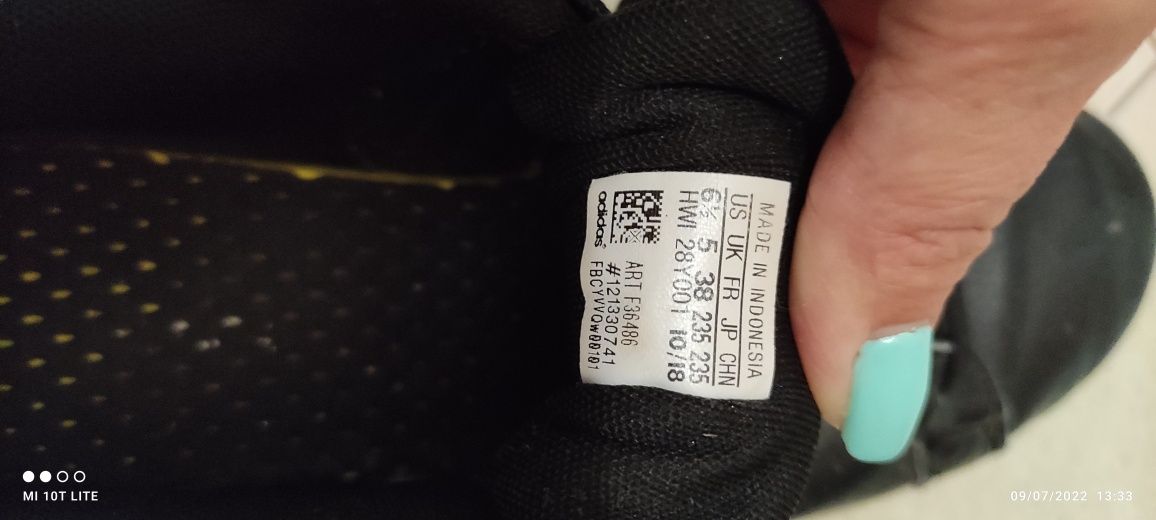 MADE IN INDONESIA
US UK FR JP CHN
6½ 5 38 235 235
HWI 28Y001 10/18
ART F36486
#121330741
FBCYVVQW00101
adidas
MI 10T LITE
09/07/2022 13:33